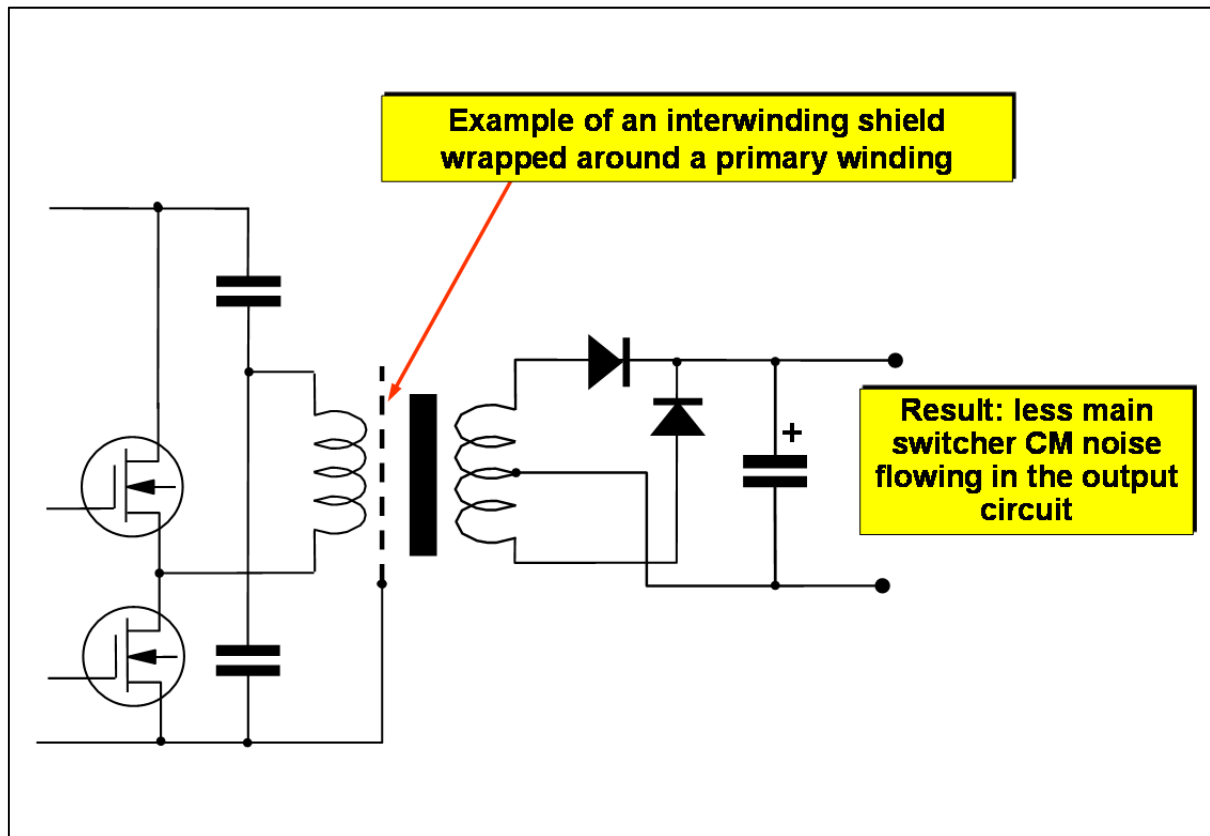 Example of an interwinding shield
wrapped around a primary winding
Result: less main
switcher CM noise
flowing in the output
circuit
+